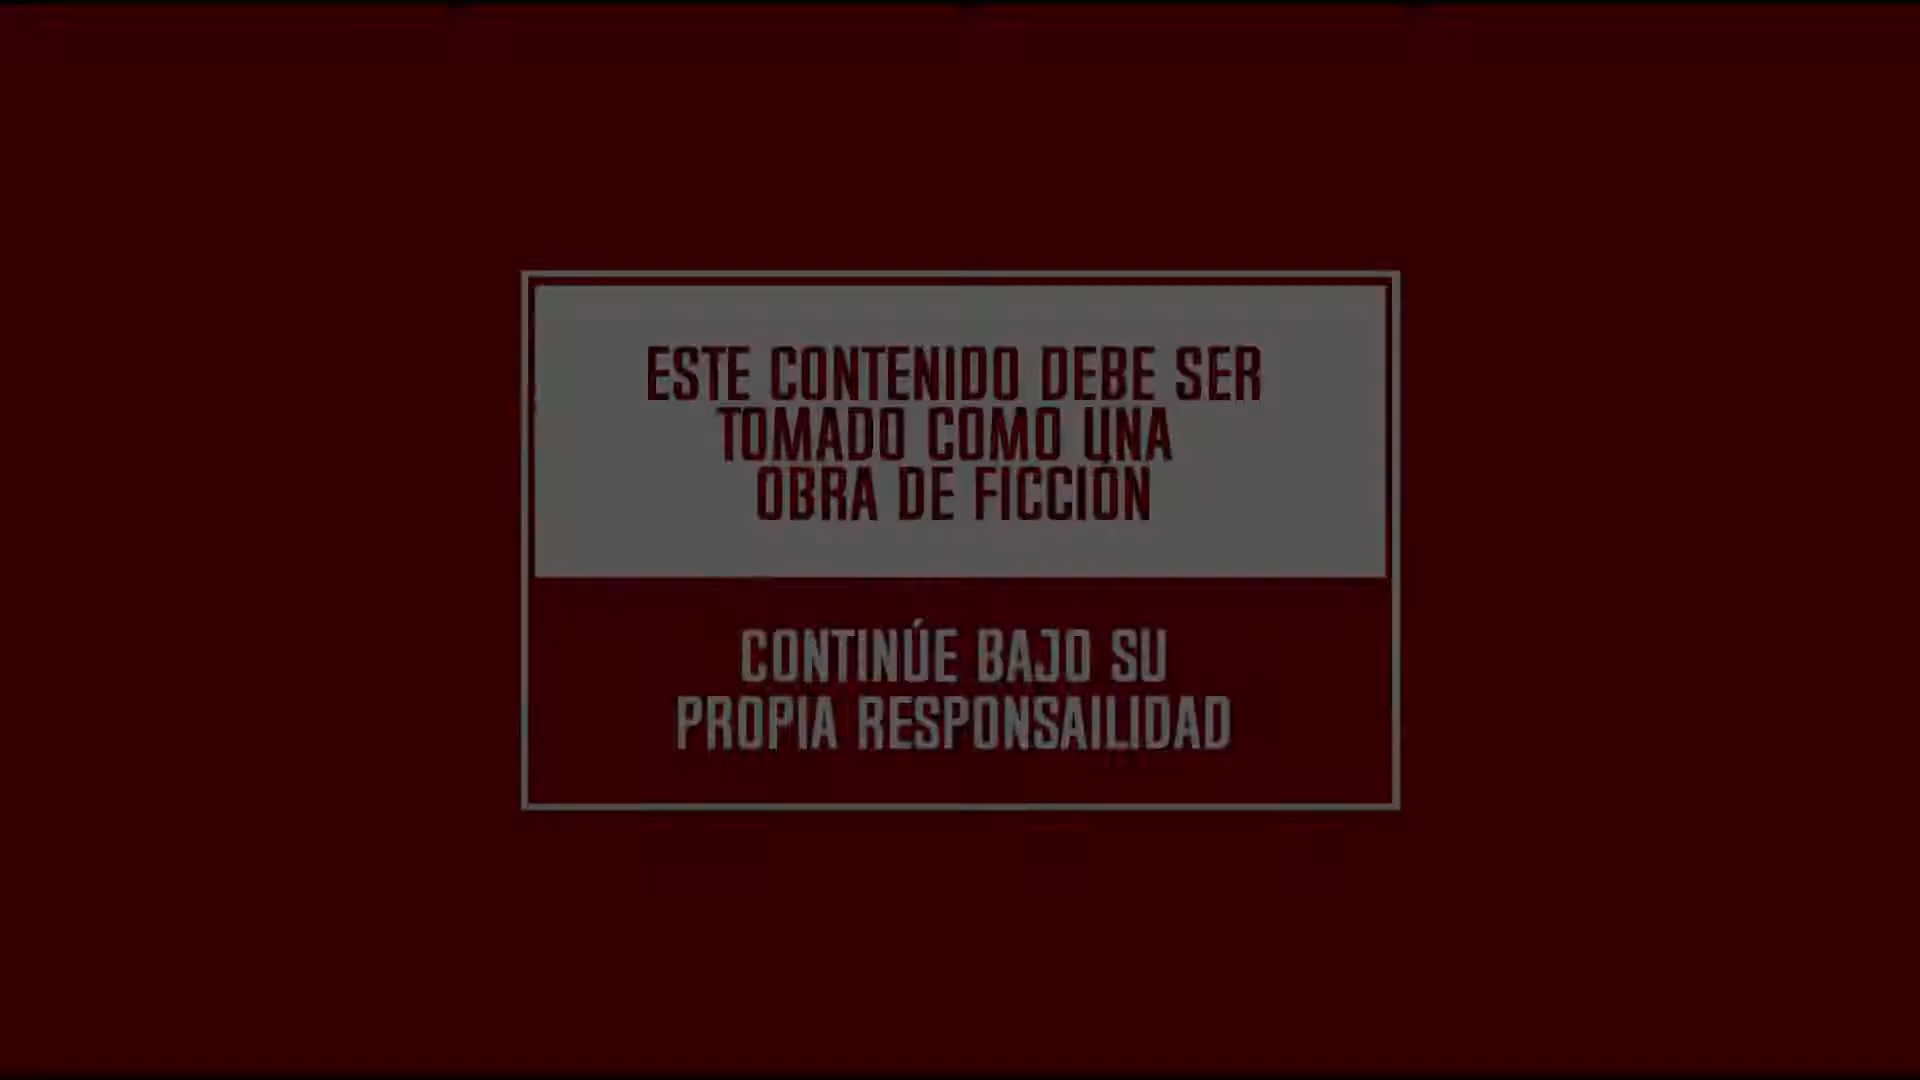 ESTE CONTENIDO DEBE SER
TOMADO COMO UNA
OBRA DE FICCIÓN
CONTINÚE BAJO SU
PROPIA RESPONSAILIDAD